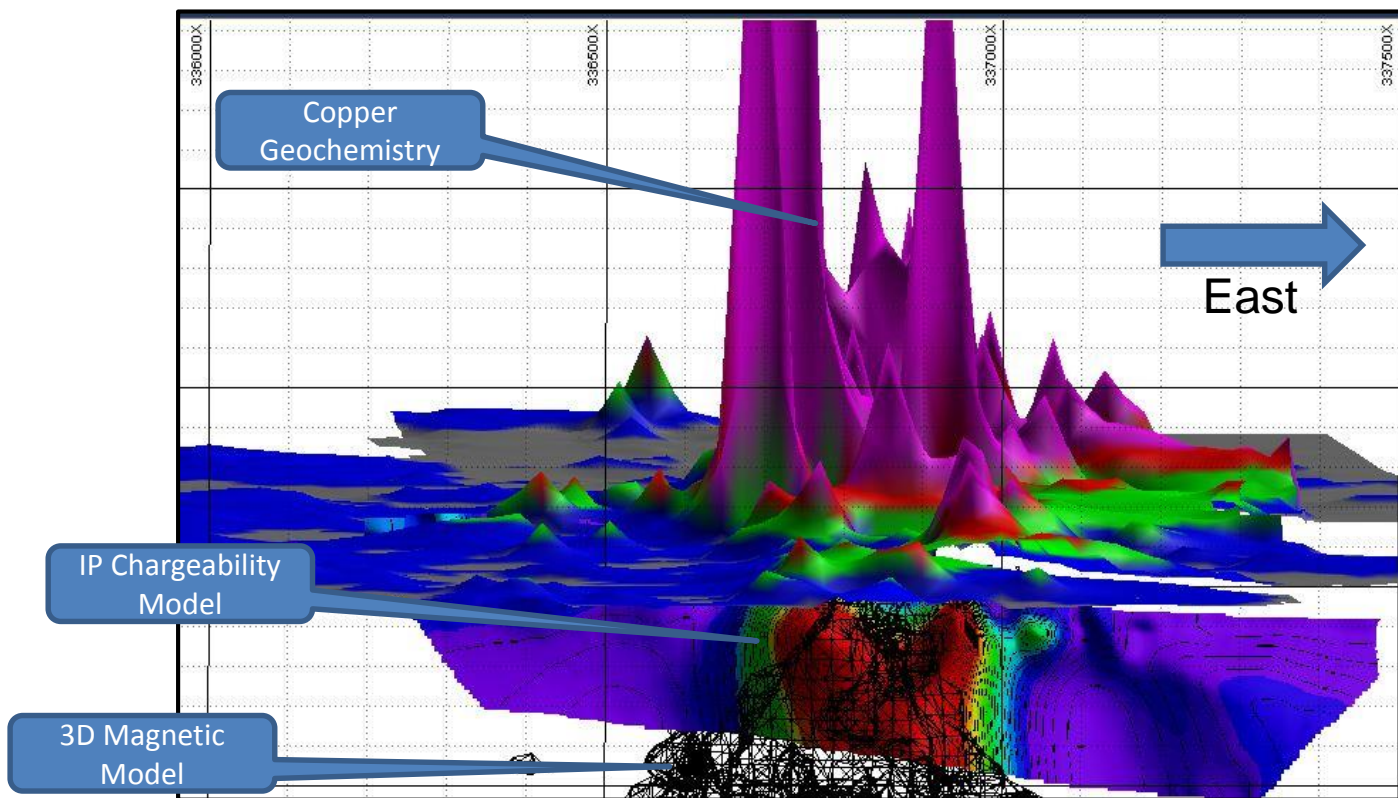 336000X
336500X
337000X
337500X
Copper
Geochemistry
East
IP Chargeability
Model
3D Magnetic
Model